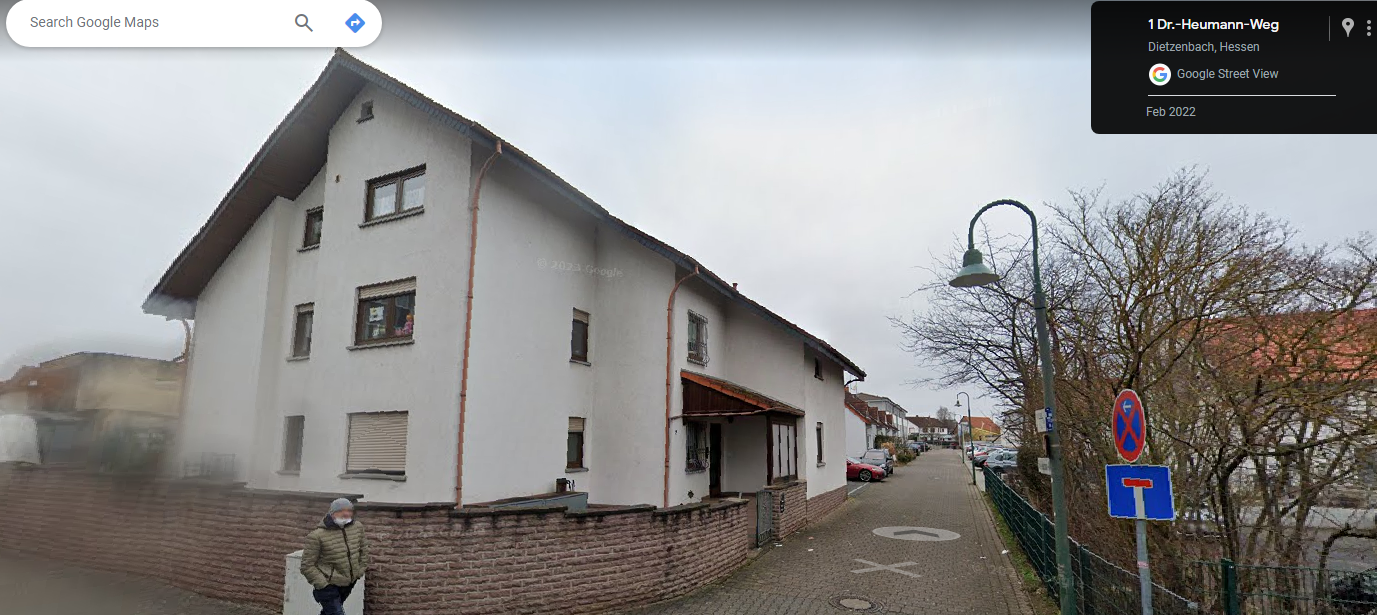 Search Google Maps
1 Dr.-Heumann-Weg
Dietzenbach, Hessen
Google Street View
Feb 2022
© 2023 Google